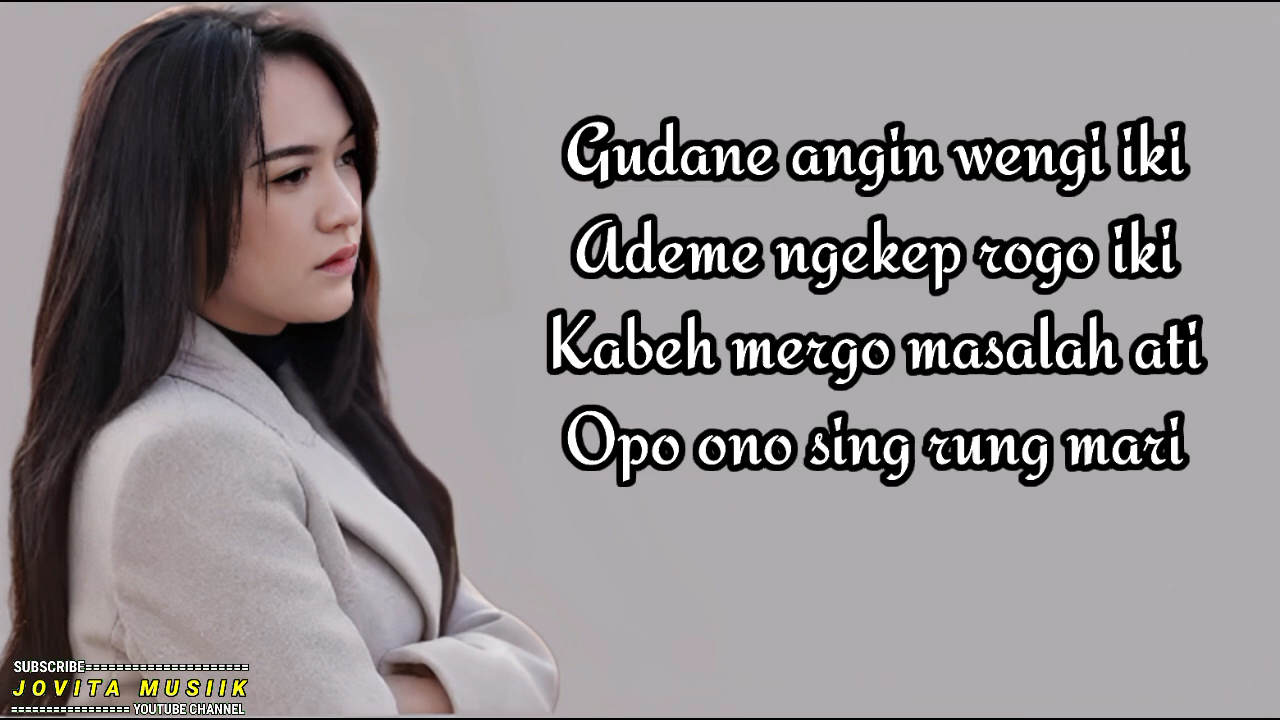 Gudane angin wengi iki
Ademe ngekep rogo iki
Kabeh mergo masalah ati
Opo ono sing rung mari
SUBSCRIBE=====================
JOVITA MUSIIK
================= YOUTUBE CHANNEL